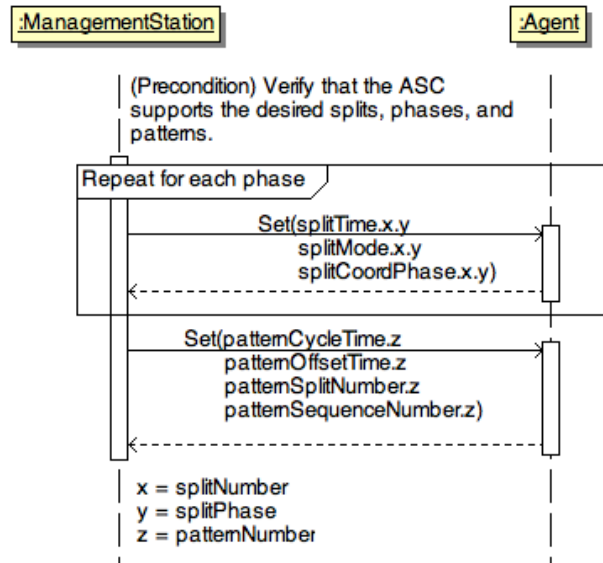 :ManagementStation
:Agent
(Precondition) Verify that the ASC
supports the desired splits, phases, and
patterns.
Repeat for each phase
Set(splitTime.x.y
splitMode.x.y
splitCoordPhase.x.y)
Set(patternCycleTime.z
patternOffsetTime.z
patternSplitNumber.z
patternSequenceNumber.z)
x = splitNumber
y = splitPhase
z = patternNumber